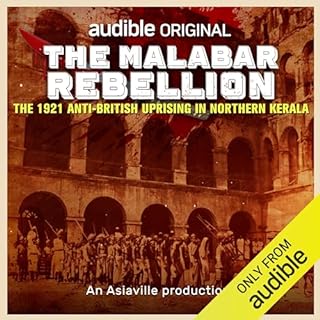 audible ORIGINAL
THE MALABAR
REBELLION
THE 1921 ANTI-BRITISH UPRISING IN NORTHERN KERALA
An Asiaville production
ONLY FROM
audible